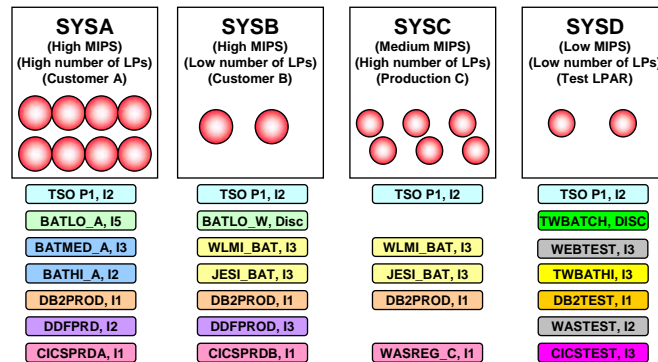 SYSA
(High MIPS)
(High number of LPs)
(Customer A)
SYSB
(High MIPS)
(Low number of LPs)
(Customer B)
SYSC
(Medium MIPS)
(High number of LPs)
(Production C)
SYSD
(Low MIPS)
(Low number of LPs)
(Test LPAR)
TSO P1, I2
TSO P1, I2
TSO P1, I2
TSO P1, I2
BATLO_A, I5
BATLO_W, Disc
TWBATCH, DISC
BATMED_A, I3
WLMI_BAT, I3
WLMI_BAT, I3
WEBTEST, I3
BATHI_A, I2
JESI_BAT, I3
JESI_BAT, I3
TWBATHI, I3
DB2PROD, I1
DB2PROD, I1
DB2PROD, I1
DB2TEST, I1
DDFPRD, I2
DDFPROD, I3
WASTEST, I2
CICSPRDA, I1
CICSPRDB, I1
WASREG_C, I1
CICSTEST, I3